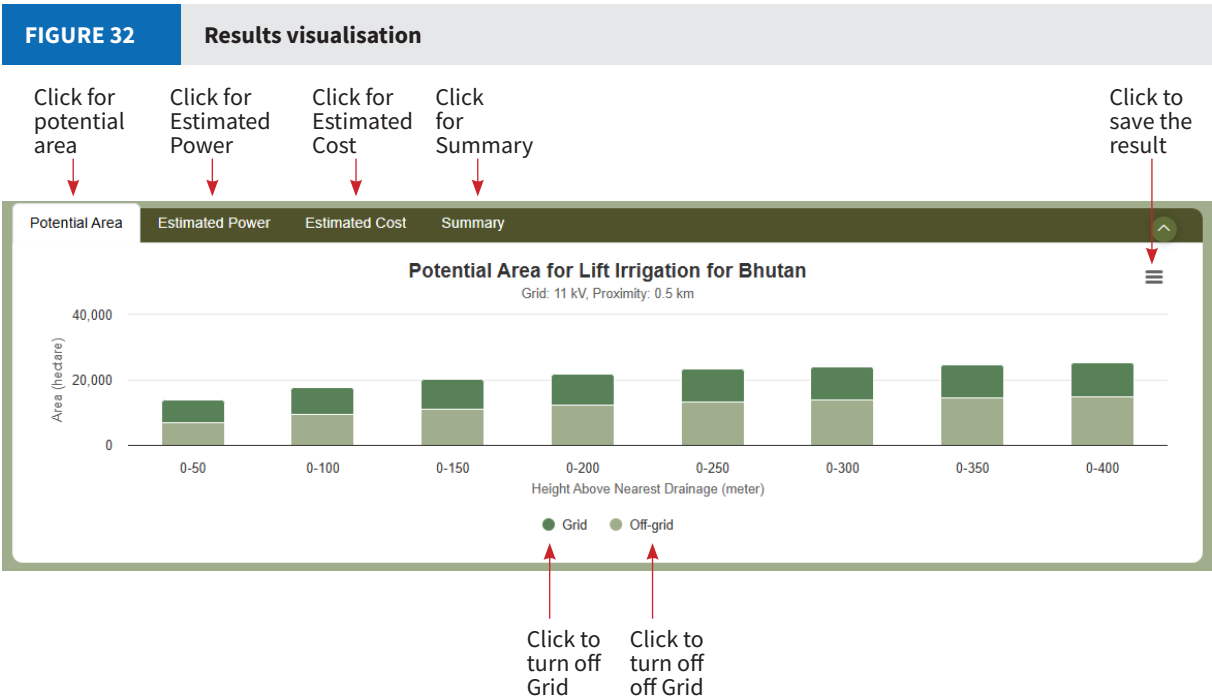 FIGURE 32
Results visualisation
Click for
potential
area
Click for
Estimated
Power
Click for
Estimated
Cost
Click
for
Summary
Click to
save the
result
Potential Area
Estimated Power
Estimated Cost
Summary
Potential Area for Lift Irrigation for Bhutan
Grid: 11 kV, Proximity: 0.5 km
Area (hectare)
40,000
20,000
0
0-50
0-100
0-150
0-200
0-250
0-300
0-350
0-400
Height Above Nearest Drainage (meter)
Grid
Off-grid
Click to
turn off
Grid
Click to
turn off
off Grid